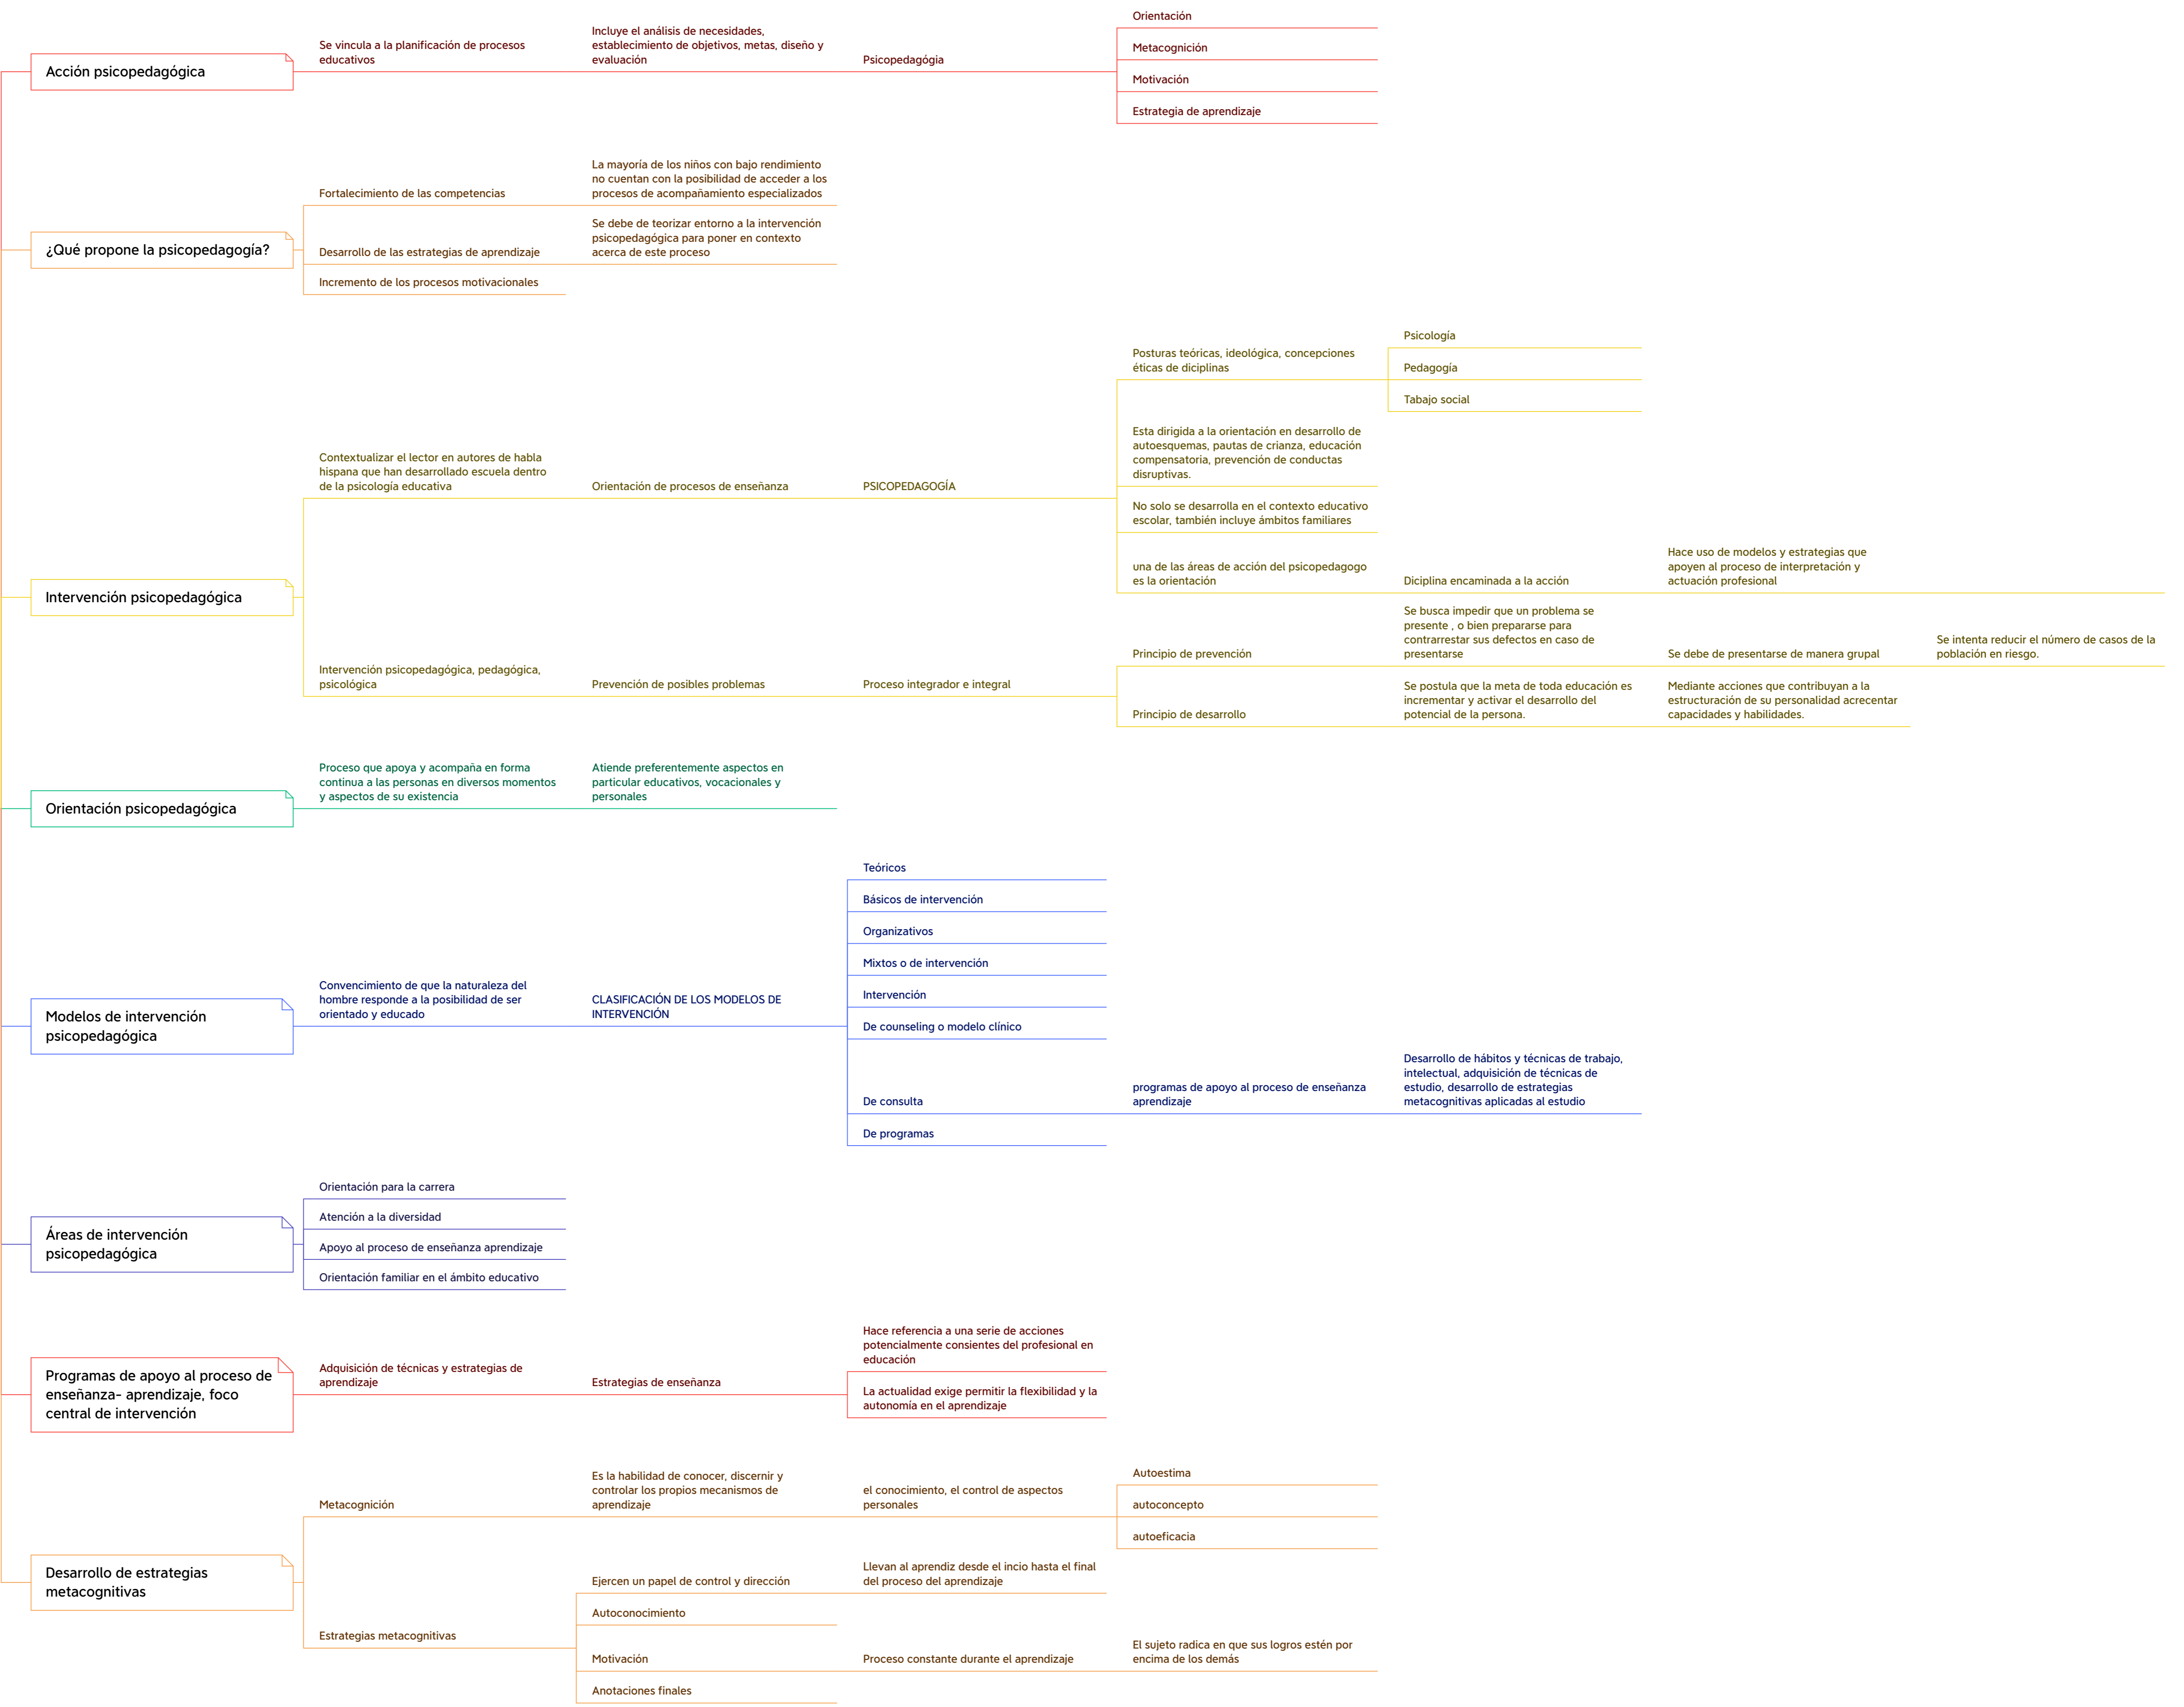 Acción psicopedagógica
Se vincula a la planificación de procesos
educativos
Incluye el análisis de necesidades,
establecimiento de objetivos, metas, diseño y
evaluación
Psicopedagógia
Orientación
Metacognición
Motivación
Estrategia de aprendizaje
¿Qué propone la psicopedagogía?
Fortalecimiento de las competencias
La mayoría de los niños con bajo rendimiento
no cuentan con la posibilidad de acceder a los
procesos de acompañamiento especializados
Desarrollo de las estrategias de aprendizaje
Se debe de teorizar entorno a la intervención
psicopedagógica para poner en contexto
acerca de este proceso
Incremento de los procesos motivacionales
Intervención psicopedagógica
Contextualizar el lector en autores de habla
hispana que han desarrollado escuela dentro
de la psicología educativa
Orientación de procesos de enseñanza
PSICOPEDAGOGÍA
Posturas teóricas, ideológica, concepciones
éticas de diciplinas
Psicología
Pedagogía
Tabajo social
Esta dirigida a la orientación en desarrollo de
autoesquemas, pautas de crianza, educación
compensatoria, prevención de conductas
disruptivas.
No solo se desarrolla en el contexto educativo
escolar, también incluye ámbitos familiares
una de las áreas de acción del psicopedagogo
es la orientación
Diciplina encaminada a la acción
Hace uso de modelos y estrategias que
apoyen al proceso de interpretación y
actuación profesional
Intervención psicopedagógica, pedagógica,
psicológica
Prevención de posibles problemas
Proceso integrador e integral
Principio de prevención
Se busca impedir que un problema se
presente , o bien prepararse para
contrarrestar sus defectos en caso de
presentarse
Se debe de presentarse de manera grupal
Se intenta reducir el número de casos de la
población en riesgo.
Principio de desarrollo
Se postula que la meta de toda educación es
incrementar y activar el desarrollo del
potencial de la persona.
Mediante acciones que contribuyan a la
estructuración de su personalidad acrecentar
capacidades y habilidades.
Orientación psicopedagógica
Proceso que apoya y acompaña en forma
continua a las personas en diversos momentos
y aspectos de su existencia
Atiende preferentemente aspectos en
particular educativos, vocacionales y
personales
Modelos de intervención
psicopedagógica
Convencimiento de que la naturaleza del
hombre responde a la posibilidad de ser
orientado y educado
CLASIFICACIÓN DE LOS MODELOS DE
INTERVENCIÓN
Teóricos
Básicos de intervención
Organizativos
Mixtos o de intervención
Intervención
De counseling o modelo clínico
De consulta
programas de apoyo al proceso de enseñanza
aprendizaje
Desarrollo de hábitos y técnicas de trabajo,
intelectual, adquisición de técnicas de
estudio, desarrollo de estrategias
metacognitivas aplicadas al estudio
De programas
Áreas de intervención
psicopedagógica
Orientación para la carrera
Atención a la diversidad
Apoyo al proceso de enseñanza aprendizaje
Orientación familiar en el ámbito educativo
Programas de apoyo al proceso de
enseñanza- aprendizaje, foco
central de intervención
Adquisición de técnicas y estrategias de
aprendizaje
Estrategias de enseñanza
Hace referencia a una serie de acciones
potencialmente consientes del profesional en
educación
La actualidad exige permitir la flexibilidad y la
autonomía en el aprendizaje
Desarrollo de estrategias
metacognitivas
Metacognición
Es la habilidad de conocer, discernir y
controlar los propios mecanismos de
aprendizaje
el conocimiento, el control de aspectos
personales
Autoestima
autoconcepto
autoeficacia
Estrategias metacognitivas
Ejercen un papel de control y dirección
Llevan al aprendiz desde el incio hasta el final
del proceso del aprendizaje
Autoconocimiento
Motivación
Proceso constante durante el aprendizaje
El sujeto radica en que sus logros estén por
encima de los demás
Anotaciones finales